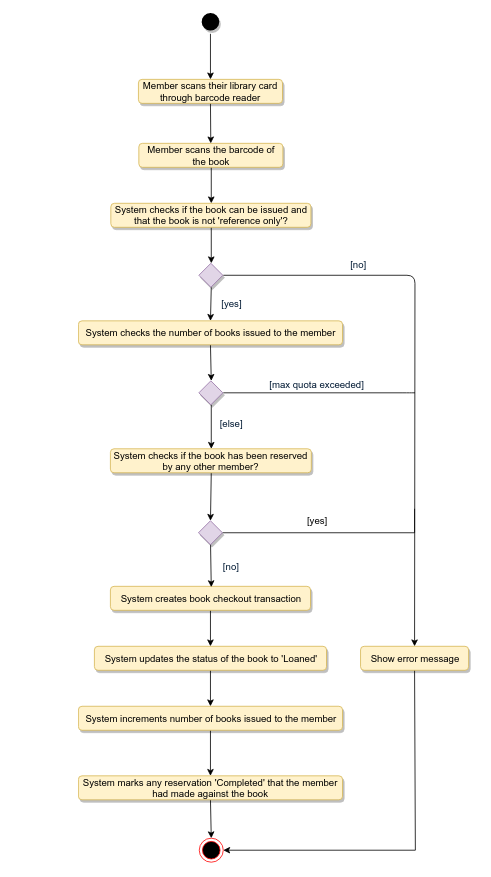 Member scans their library card
through barcode reader
Member scans the barcode of
the book
System checks if the book can be issued and
that the book is not 'reference only'?
[no]
[yes]
System checks the number of books issued to the member
[max quota exceeded]
[else]
System checks if the book has been reserved
by any other member?
[yes]
[no]
System creates book checkout transaction
System updates the status of the book to 'Loaned'
Show error message
System increments number of books issued to the member
System marks any reservation 'Completed' that the member
had made against the book